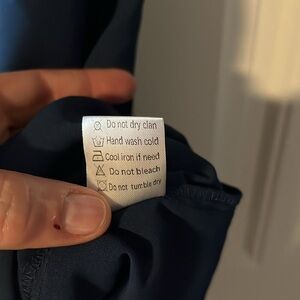 Do not dry clan
Hand wash cold
Cool iron if need
Do not bleach
Do not tumble dry